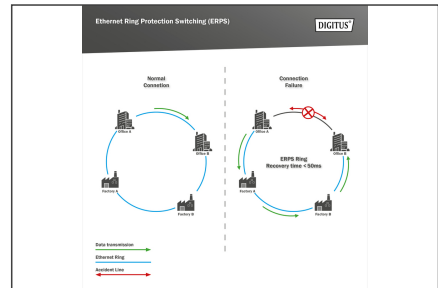 Ethernet Ring Protection Switching (ERPS)
DIGITUS®
Normal
Connetion
Connection
Failure
Office A
Office B
Factory A
Factory B
Office A
Office B
ERPS Ring
Recovery time < 50ms
Factory A
Factory B
Data transmission
Ethernet Ring
Accident Line